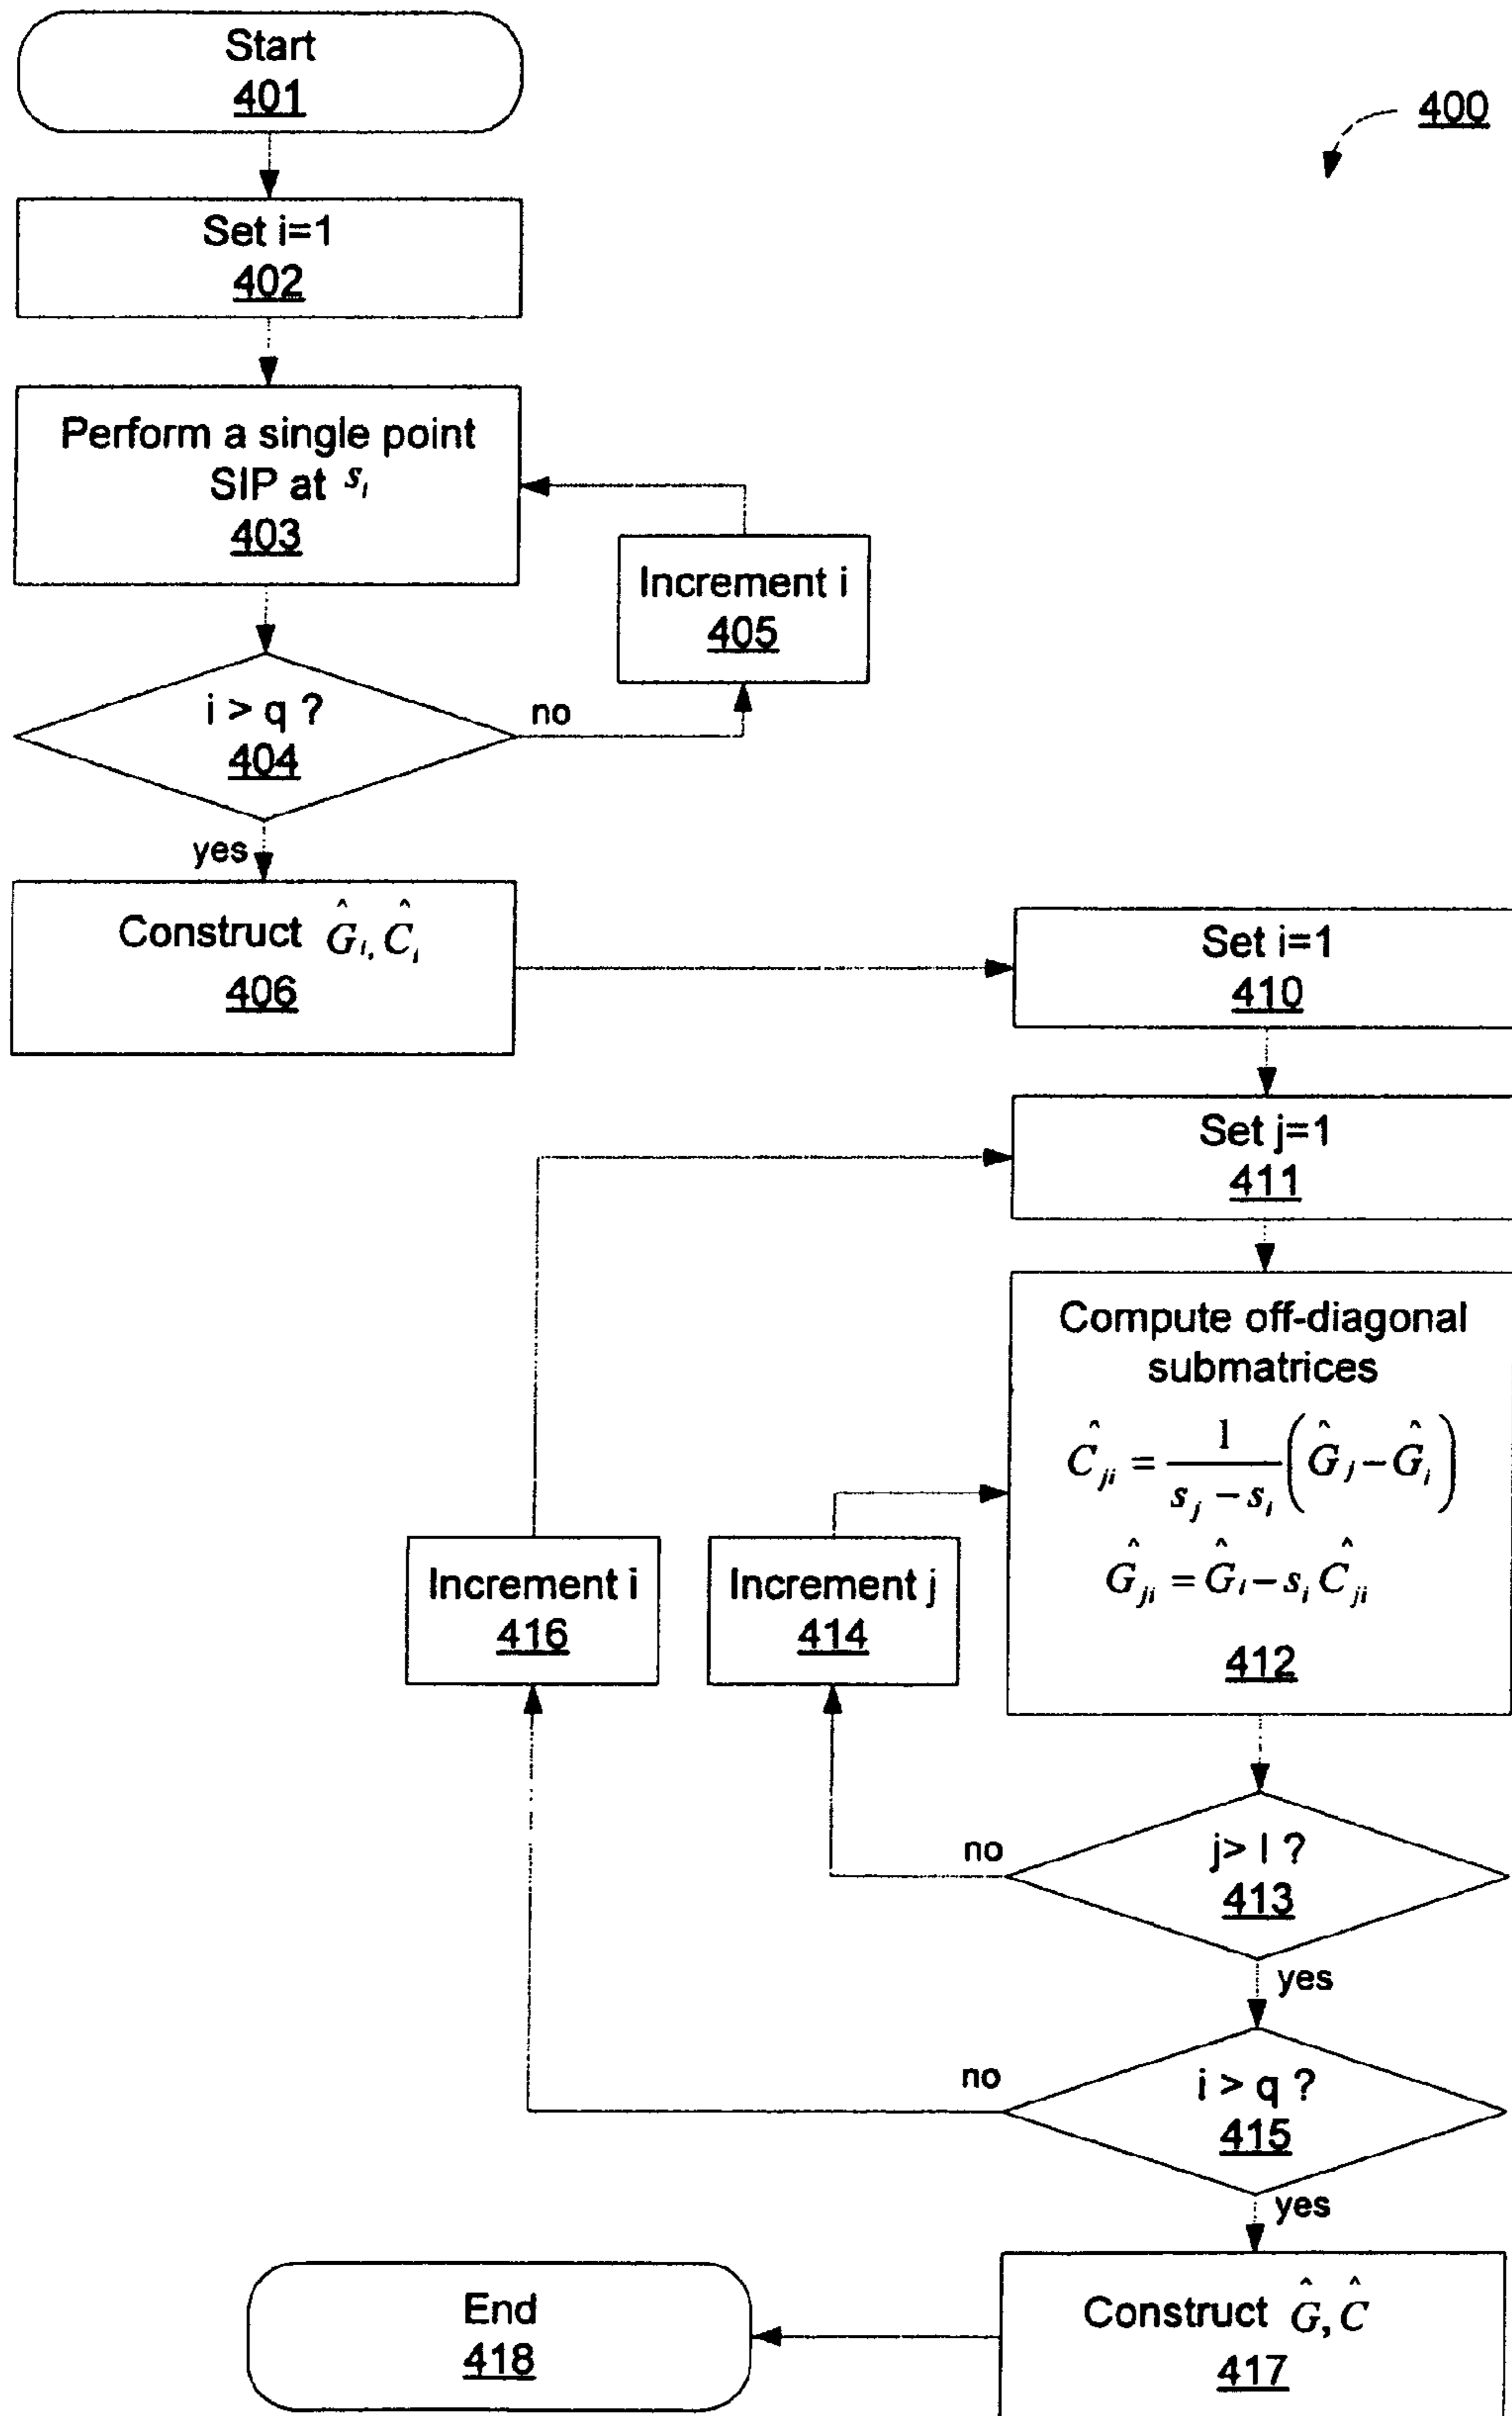 Start
401
400
Set i=1
402
Perform a single point
SIP at s_i
403
Increment i
405
i > q ?
404
no
yes
Construct Ĝ_i, Ĉ_i
406
Set i=1
410
Set j=1
411
Compute off-diagonal
submatrices
Ĉ_ji = 1 / (s_j − s_i) (Ĝ_j − Ĝ_i)
Ĝ_ji = Ĝ_i − s_i Ĉ_ji
412
Increment i
416
Increment j
414
no
j> I ?
413
yes
no
i > q ?
415
yes
Construct Ĝ, Ĉ
417
End
418